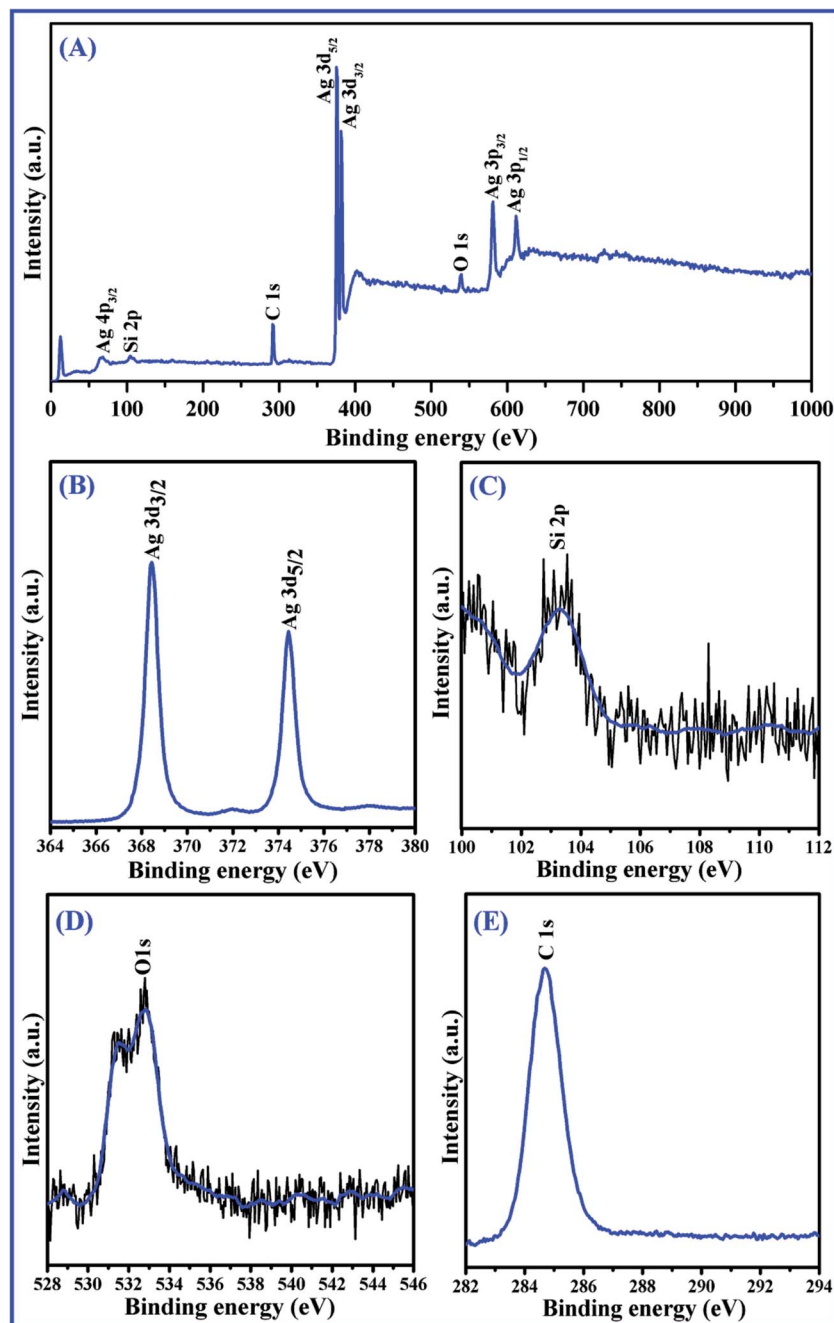 (A)
Ag 3d5/2
Ag 3d3/2
Ag 3p3/2
Ag 3p1/2
O 1s
C 1s
Ag 4p3/2
Si 2p
Intensity (a.u.)
0 100 200 300 400 500 600 700 800 900 1000
Binding energy (eV)
(B)
Ag 3d3/2
Ag 3d5/2
Intensity (a.u.)
364 366 368 370 372 374 376 378 380
Binding energy (eV)
(C)
Si 2p
Intensity (a.u.)
100 102 104 106 108 110 112
Binding energy (eV)
(D)
O1s
Intensity (a.u.)
528 530 532 534 536 538 540 542 544 546
Binding energy (eV)
(E)
C 1s
Intensity (a.u.)
282 284 286 288 290 292 294
Binding energy (eV)